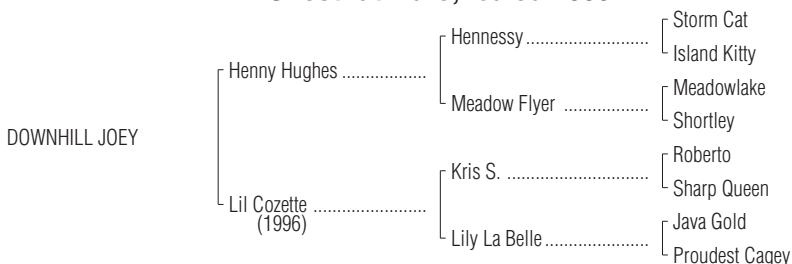 Storm Cat
Hennessy
Island Kitty
Henny Hughes
Meadowlake
Meadow Flyer
Shortley
DOWNHILL JOEY
Roberto
Kris S.
Sharp Queen
Lil Cozette
(1996)
Java Gold
Lily La Belle
Proudest Cagey